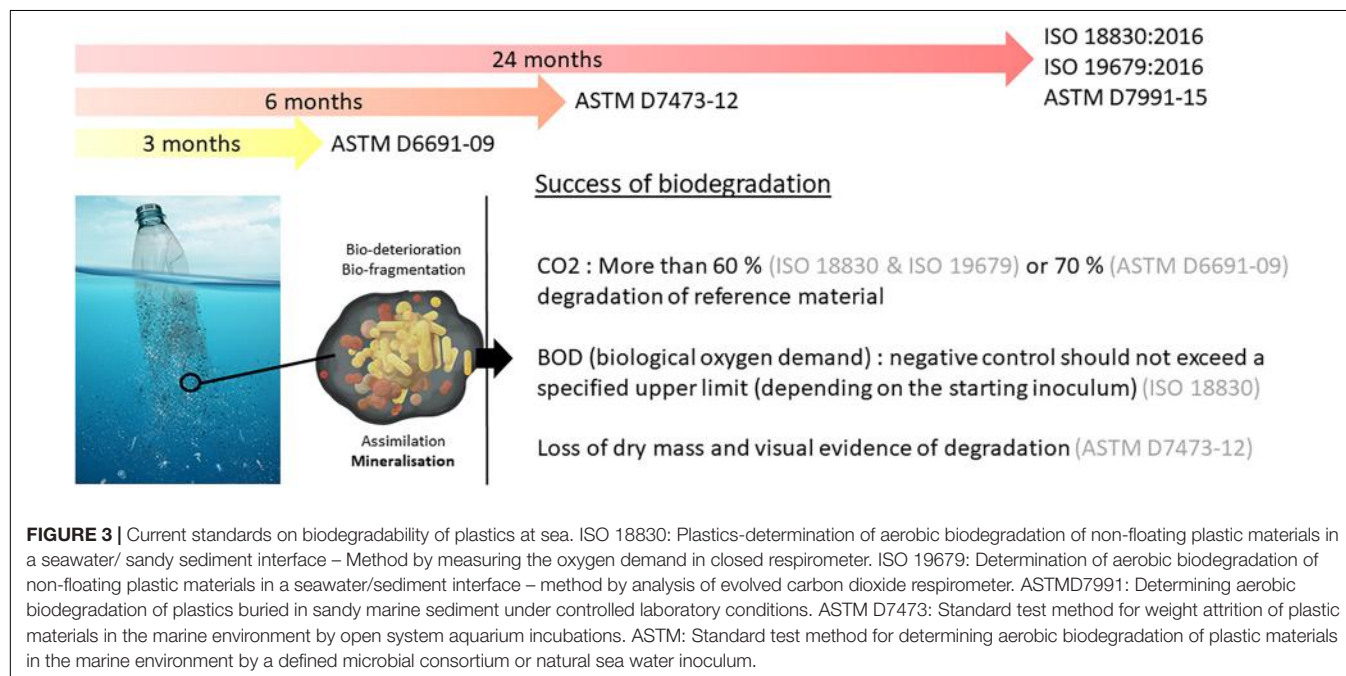 24 months
ISO 18830:2016
ISO 19679:2016
ASTM D7991-15
6 months
ASTM D7473-12
3 months
ASTM D6691-09
Success of biodegradation
Bio-deterioration
Bio-fragmentation
Assimilation
Mineralisation
CO2 : More than 60 % (ISO 18830 & ISO 19679) or 70 % (ASTM D6691-09)
degradation of reference material
BOD (biological oxygen demand) : negative control should not exceed a
specified upper limit (depending on the starting inoculum) (ISO 18830)
Loss of dry mass and visual evidence of degradation (ASTM D7473-12)
FIGURE 3 | Current standards on biodegradability of plastics at sea. ISO 18830: Plastics-determination of aerobic biodegradation of non-floating plastic materials in
a seawater/ sandy sediment interface – Method by measuring the oxygen demand in closed respirometer. ISO 19679: Determination of aerobic biodegradation of
non-floating plastic materials in a seawater/sediment interface – method by analysis of evolved carbon dioxide respirometer. ASTMD7991: Determining aerobic
biodegradation of plastics buried in sandy marine sediment under controlled laboratory conditions. ASTM D7473: Standard test method for weight attrition of plastic
materials in the marine environment by open system aquarium incubations. ASTM: Standard test method for determining aerobic biodegradation of plastic materials
in the marine environment by a defined microbial consortium or natural sea water inoculum.